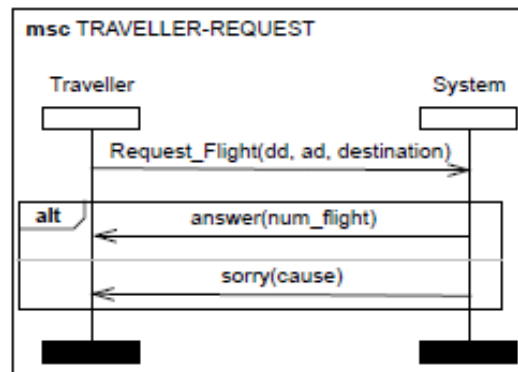 msc TRAVELLER-REQUEST
Traveller System
Request_Flight(dd, ad, destination)
alt
answer(num_flight)
sorry(cause)